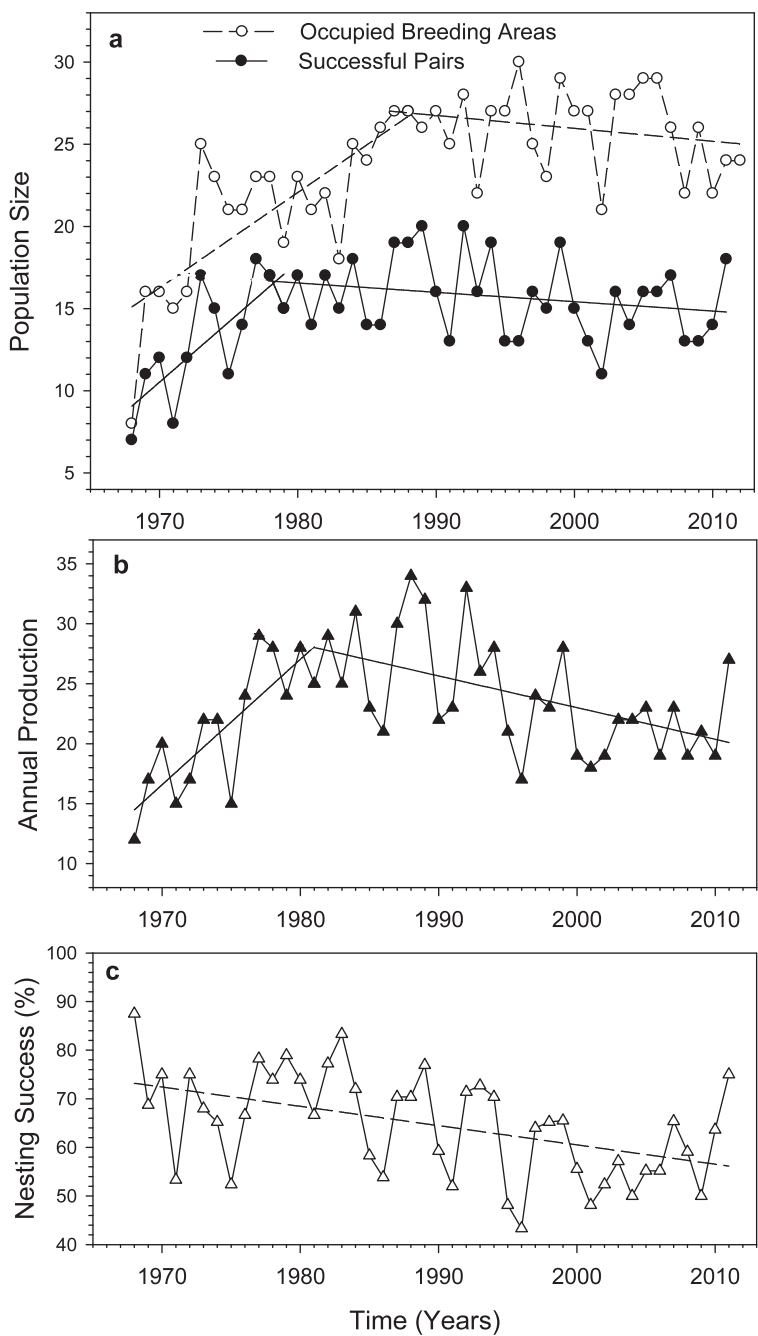 a
Occupied Breeding Areas
Successful Pairs
30
25
20
15
10
5
Population Size
1970 1980 1990 2000 2010
b
35
30
25
20
15
10
Annual Production
1970 1980 1990 2000 2010
c
100
90
80
70
60
50
40
Nesting Success (%)
1970 1980 1990 2000 2010
Time (Years)